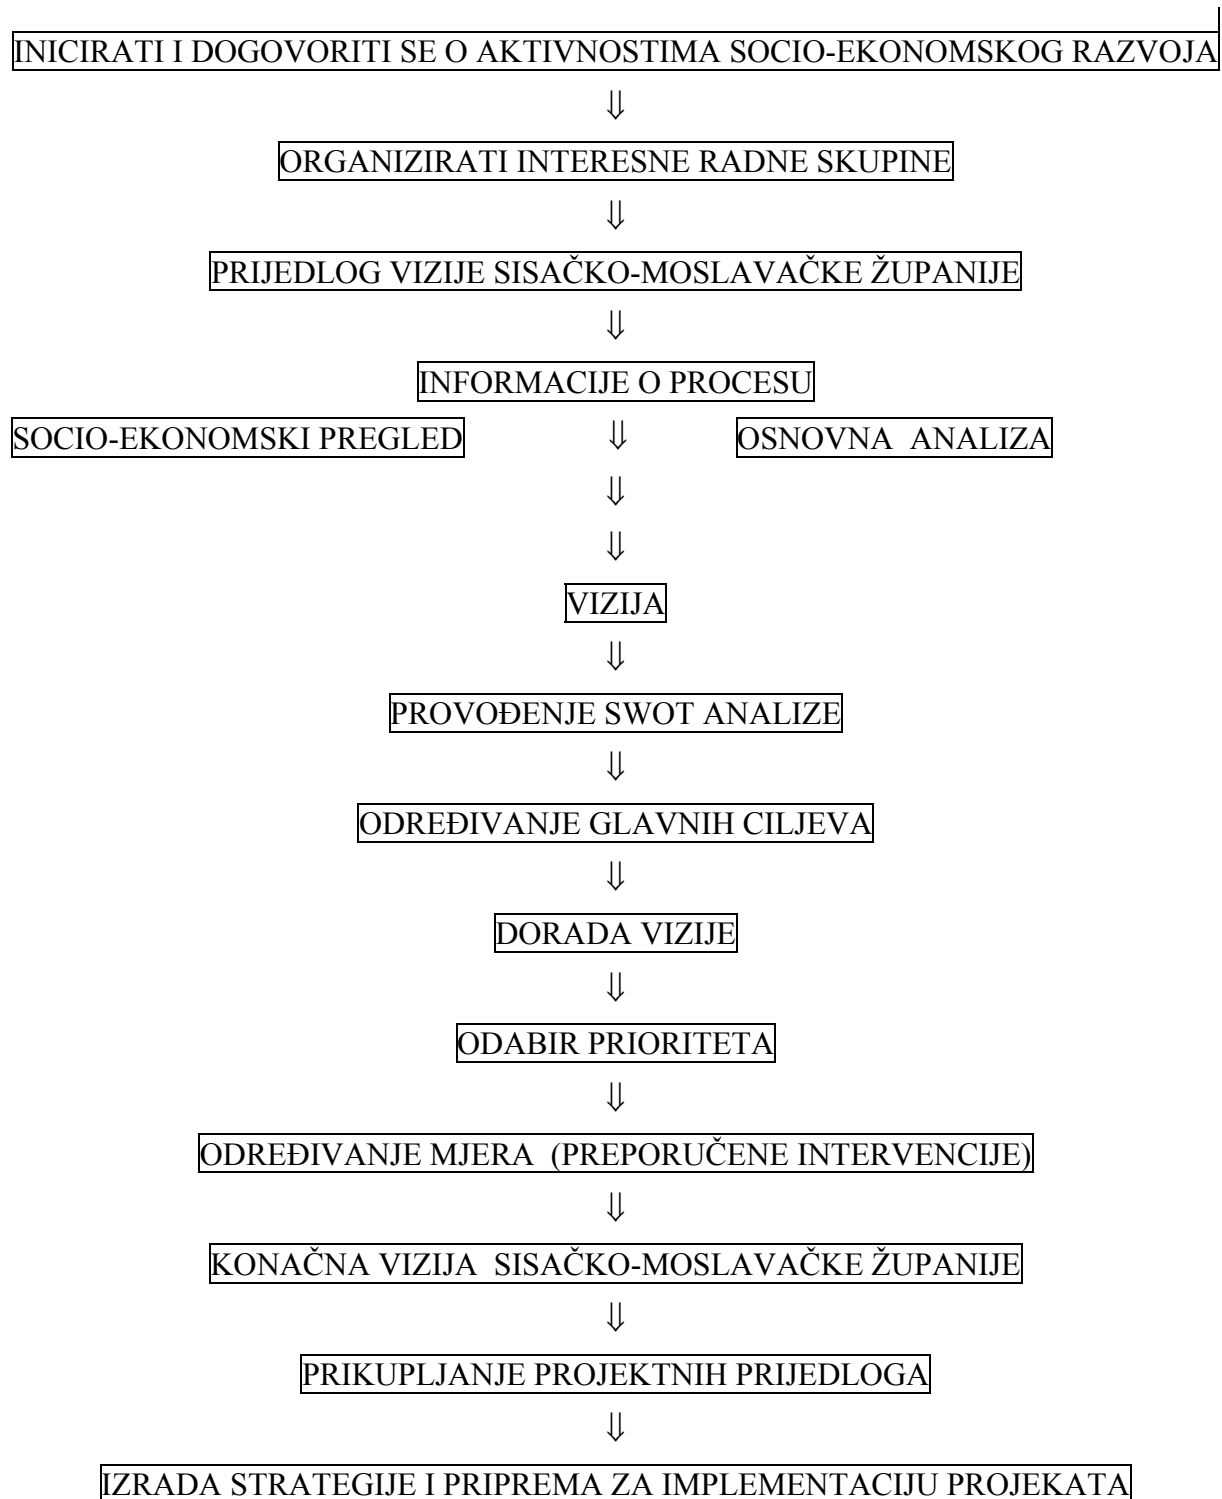 INICIRATI I DOGOVORITI SE O AKTIVNOSTIMA SOCIO-EKONOMSKOG RAZVOJA
⇓
ORGANIZIRATI INTERESNE RADNE SKUPINE
⇓
PRIJEDLOG VIZIJE SISAČKO-MOSLAVAČKE ŽUPANIJE
⇓
INFORMACIJE O PROCESU
SOCIO-EKONOMSKI PREGLED ⇓ OSNOVNA  ANALIZA
⇓
⇓
VIZIJA
⇓
PROVOĐENJE SWOT ANALIZE
⇓
ODREĐIVANJE GLAVNIH CILJEVA
⇓
DORADA VIZIJE
⇓
ODABIR PRIORITETA
⇓
ODREĐIVANJE MJERA  (PREPORUČENE INTERVENCIJE)
⇓
KONAČNA VIZIJA  SISAČKO-MOSLAVAČKE ŽUPANIJE
⇓
PRIKUPLJANJE PROJEKTNIH PRIJEDLOGA
⇓
IZRADA STRATEGIJE I PRIPREMA ZA IMPLEMENTACIJU PROJEKATA